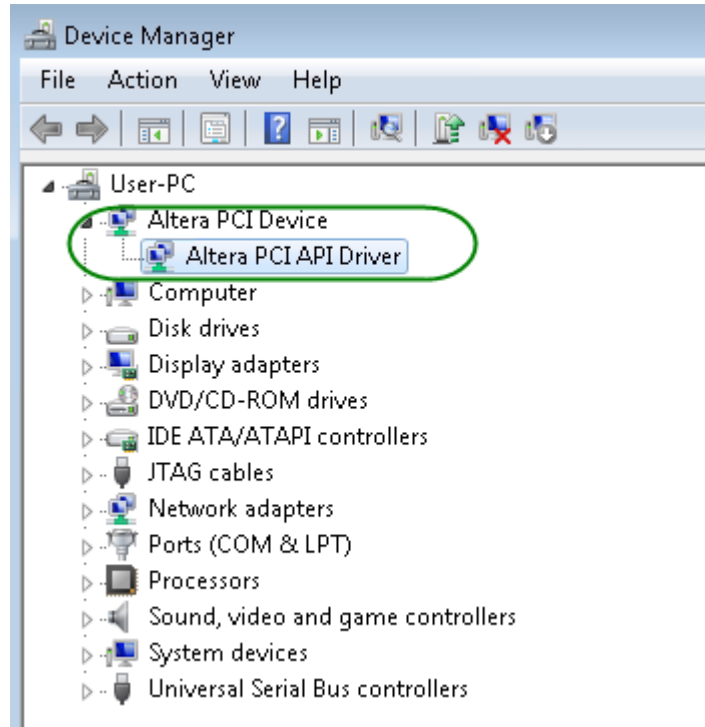 Device Manager
File Action View Help
User-PC
Altera PCI Device
Altera PCI API Driver
Computer
Disk drives
Display adapters
DVD/CD-ROM drives
IDE ATA/ATAPI controllers
JTAG cables
Network adapters
Ports (COM & LPT)
Processors
Sound, video and game controllers
System devices
Universal Serial Bus controllers